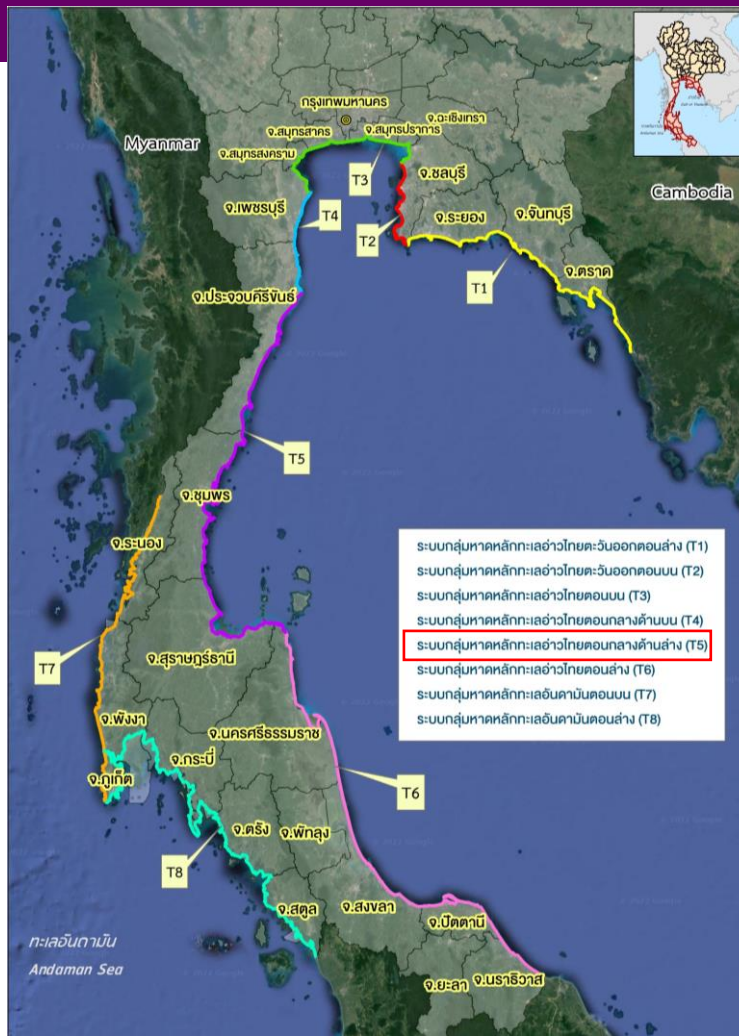 กรุงเทพมหานคร
จ.ฉะเชิงเทรา
จ.สมุทรสาคร
จ.สมุทรปราการ
Myanmar
จ.สมุทรสงคราม
จ.ชลบุรี
T3
Cambodia
จ.เพชรบุรี
T4
T2
จ.ระยอง
จ.จันทบุรี
จ.ตราด
T1
จ.ประจวบคีรีขันธ์
T5
จ.ชุมพร
จ.ระนอง
ระบบกลุ่มหาดหลักทะเลอ่าวไทยตะวันออกตอนล่าง (T1)
ระบบกลุ่มหาดหลักทะเลอ่าวไทยตะวันออกตอนบน (T2)
ระบบกลุ่มหาดหลักทะเลอ่าวไทยตอนบน (T3)
ระบบกลุ่มหาดหลักทะเลอ่าวไทยตอนกลางด้านบน (T4)
ระบบกลุ่มหาดหลักทะเลอ่าวไทยตอนกลางด้านล่าง (T5)
ระบบกลุ่มหาดหลักทะเลอ่าวไทยตอนล่าง (T6)
ระบบกลุ่มหาดหลักทะเลอันดามันตอนบน (T7)
ระบบกลุ่มหาดหลักทะเลอันดามันตอนล่าง (T8)
T7
จ.สุราษฎร์ธานี
จ.พังงา
จ.นครศรีธรรมราช
จ.กระบี่
จ.ภูเก็ต
T6
จ.ตรัง
จ.พัทลุง
T8
จ.สตูล
จ.สงขลา
จ.ปัตตานี
ทะเลอันดามัน
Andaman Sea
จ.ยะลา
จ.นราธิวาส